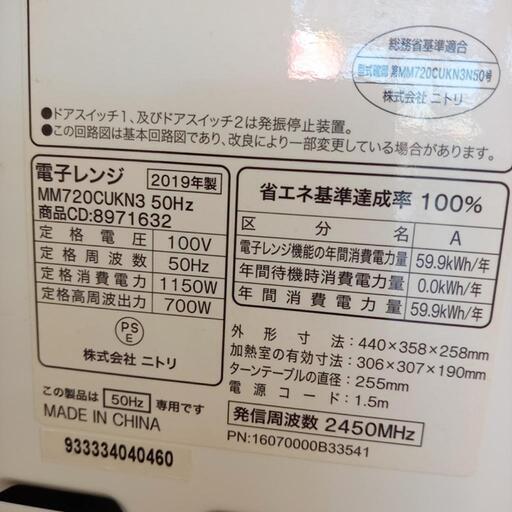 総務省基準適合
型式確認 第MM720CUKN3N50号
株式会社 ニトリ
●ドアスイッチ1、及びドアスイッチ2は発振停止装置。
●この回路図は基本回路図であり、改良により一部変更している場合があります。
電子レンジ 2019年製
MM720CUKN3 50Hz
商品CD:8971632
定格電圧 100V
定格周波数 50Hz
定格消費電力 1150W
定格高周波出力 700W
PS
E
株式会社 ニトリ
この製品は 50Hz 専用です
MADE IN CHINA
933334040460
省エネ基準達成率 100%
区分名 A
電子レンジ機能の年間消費電力量 59.9kWh/年
年間待機時消費電力量 0.0kWh/年
年間消費電力量 59.9kWh/年
外形寸法:440×358×258mm
加熱室の有効寸法:306×307×190mm
ターンテーブルの直径:255mm
電源コード:1.5m
発信周波数 2450MHz
PN:16070000B33541